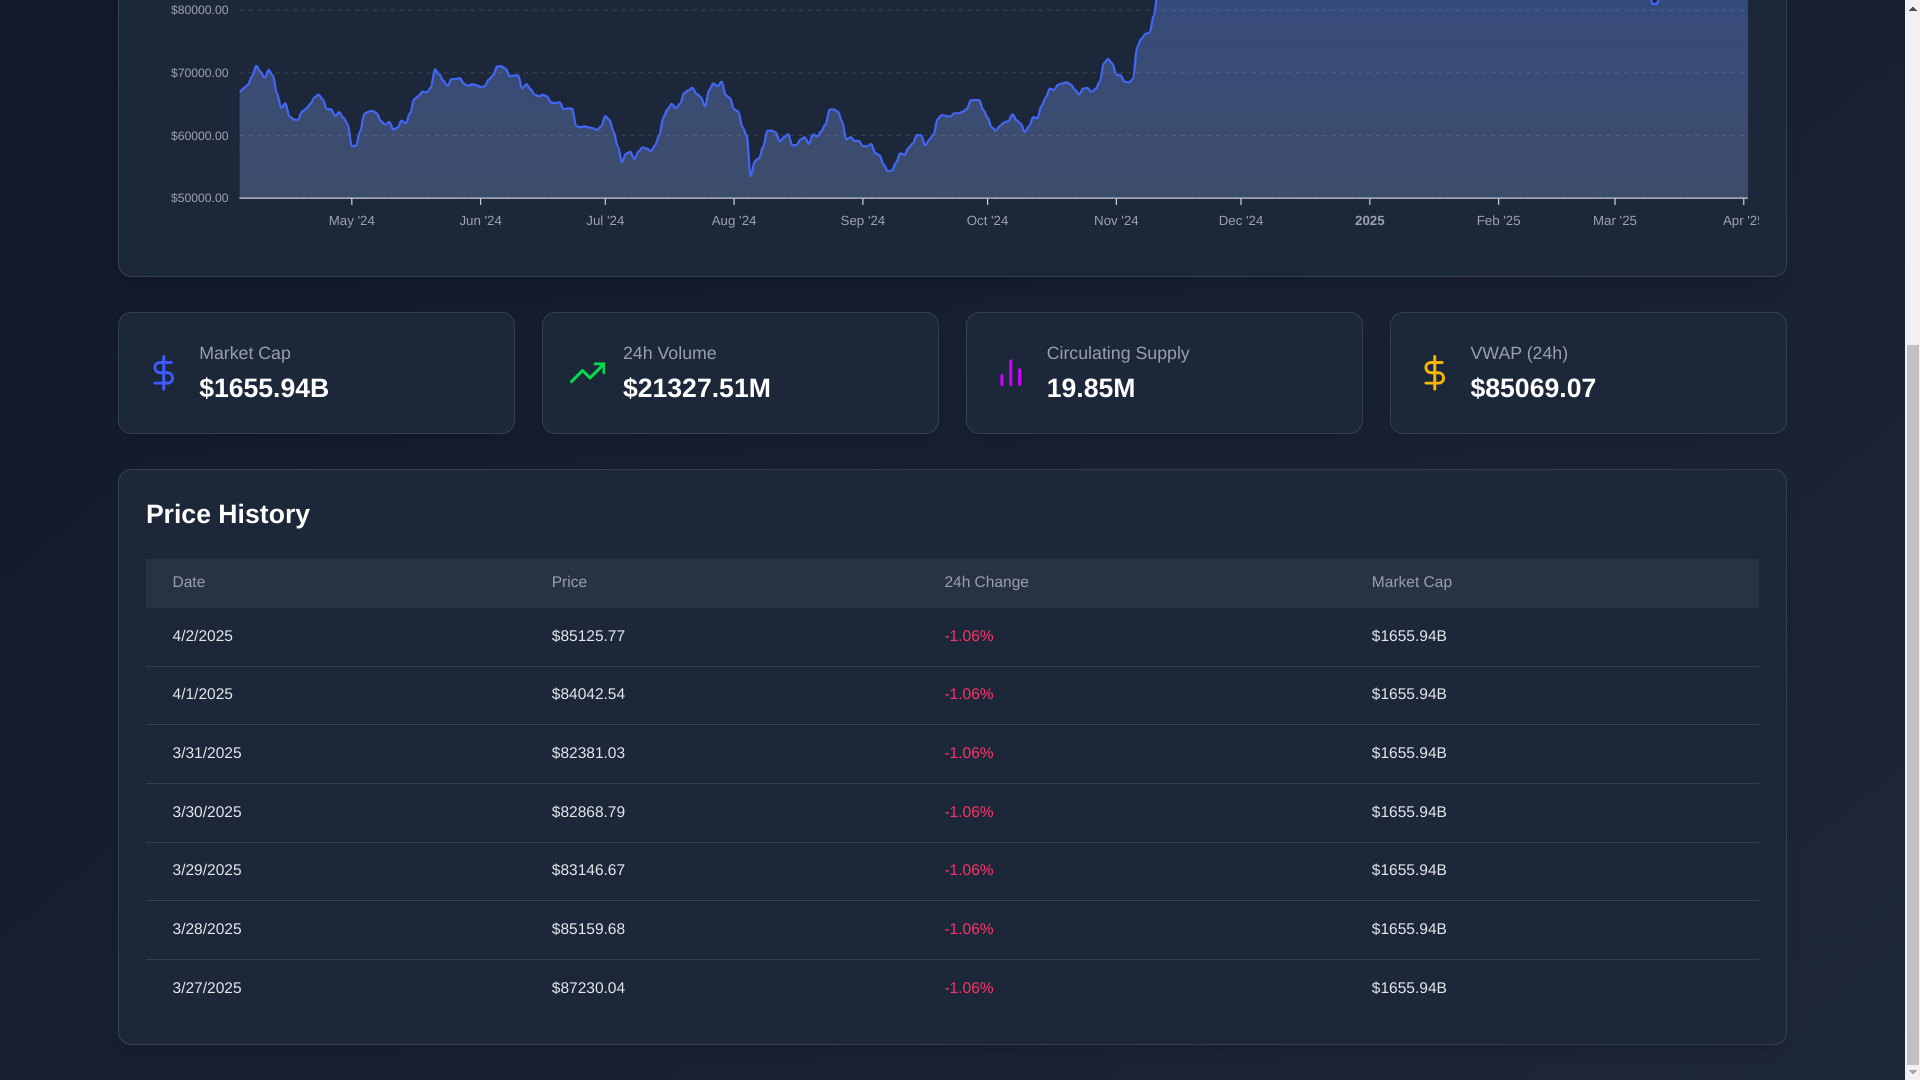 $80000.00
$70000.00
$60000.00
$50000.00
May '24 Jun '24 Jul '24 Aug '24 Sep '24 Oct '24 Nov '24 Dec '24 2025 Feb '25 Mar '25 Apr '25
Market Cap
$1655.94B
24h Volume
$21327.51M
Circulating Supply
19.85M
VWAP (24h)
$85069.07
Price History
Date Price 24h Change Market Cap
4/2/2025 $85125.77 -1.06% $1655.94B
4/1/2025 $84042.54 -1.06% $1655.94B
3/31/2025 $82381.03 -1.06% $1655.94B
3/30/2025 $82868.79 -1.06% $1655.94B
3/29/2025 $83146.67 -1.06% $1655.94B
3/28/2025 $85159.68 -1.06% $1655.94B
3/27/2025 $87230.04 -1.06% $1655.94B